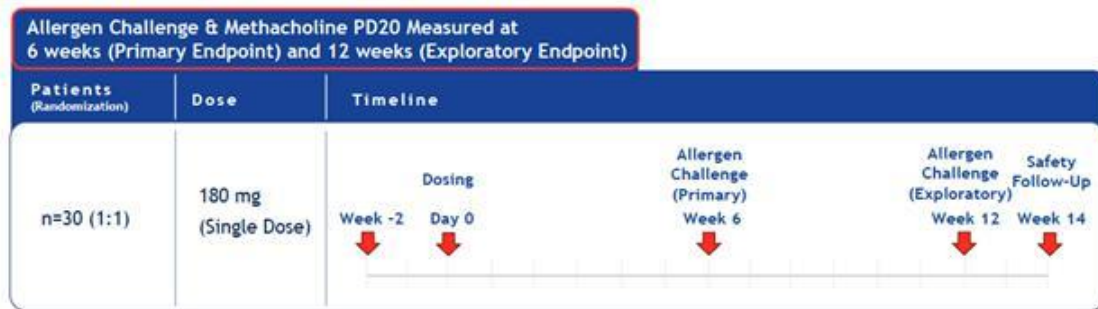 Allergen Challenge & Methacholine PD20 Measured at
6 weeks (Primary Endpoint) and 12 weeks (Exploratory Endpoint)
Patients
(Randomization)
Dose
Timeline
n=30 (1:1)
180 mg
(Single Dose)
Week -2
Dosing
Day 0
Allergen
Challenge
(Primary)
Week 6
Allergen
Challenge
(Exploratory)
Week 12
Safety
Follow-Up
Week 14